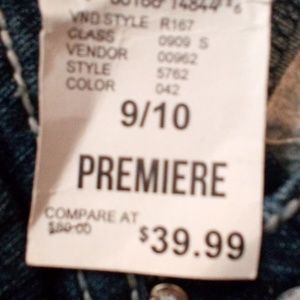 VND STYLE R167
CLASS 0909 S
VENDOR 00962
STYLE 5762
COLOR 042
9/10
PREMIERE
COMPARE AT
$80.00
$39.99